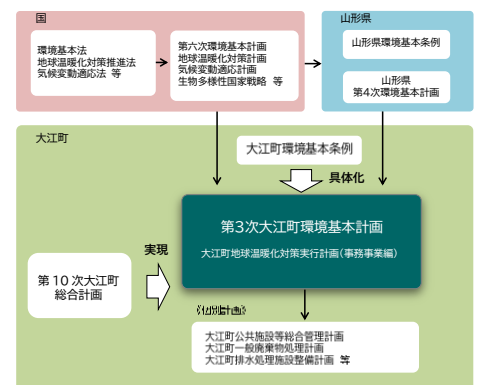 国
環境基本法
地球温暖化対策推進法
気候変動適応法 等
第六次環境基本計画
地球温暖化対策計画
気候変動適応計画
生物多様性国家戦略 等
山形県
山形県環境基本条例
山形県
第4次環境基本計画
大江町
大江町環境基本条例
具体化
第3次大江町環境基本計画
大江町地球温暖化対策実行計画（事務事業編）
第10次大江町
総合計画
実現
大江町公共施設等総合管理計画
大江町一般廃棄物処理計画
大江町排水処理施設整備計画 等